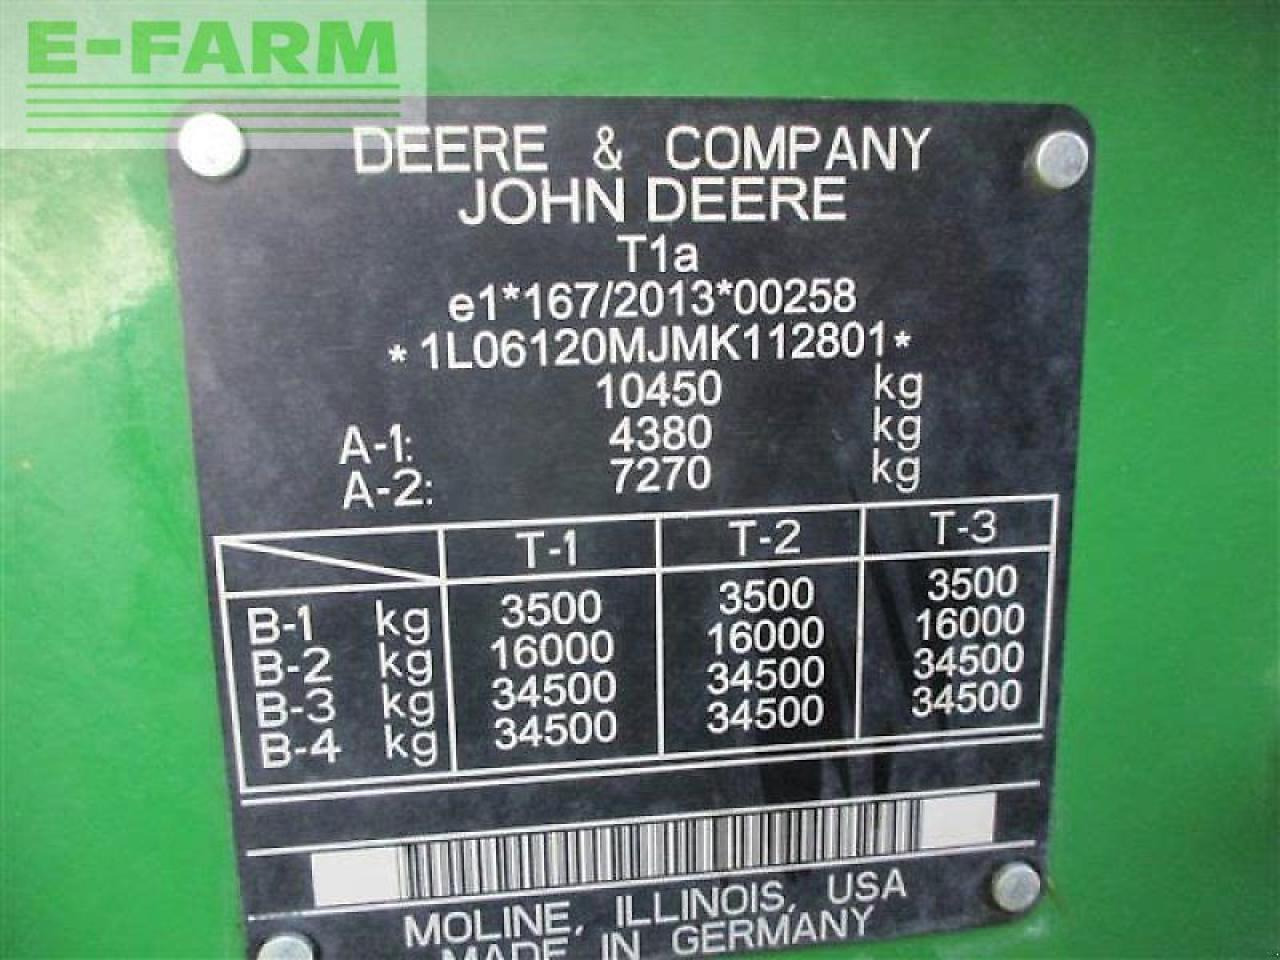 E-FARM
DEERE & COMPANY
JOHN DEERE
T1a
e1*167/2013*00258
*1L06120MJMK112801*
10450 kg
A-1: 4380 kg
A-2: 7270 kg
T-1 T-2 T-3
B-1 kg 3500 3500 3500
B-2 kg 16000 16000 16000
B-3 kg 34500 34500 34500
B-4 kg 34500 34500 34500
MOLINE, ILLINOIS, USA
MADE IN GERMANY